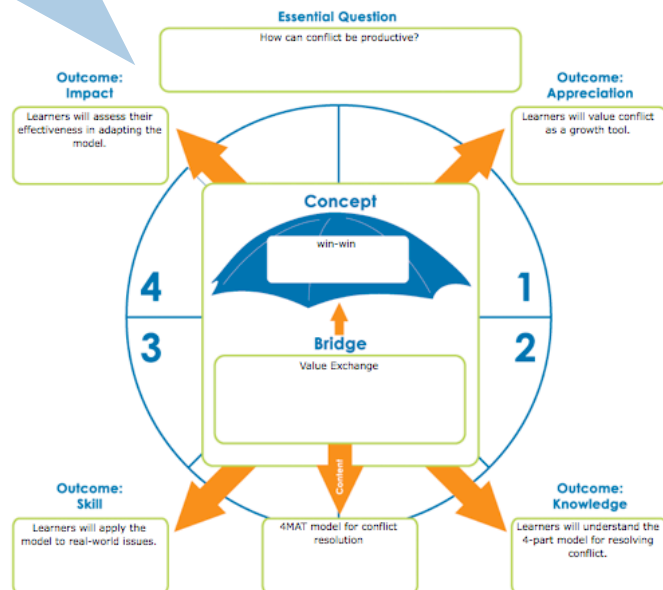 Essential Question
How can conflict be productive?
Outcome:
Impact
Learners will assess their
effectiveness in adapting the
model.
Outcome:
Appreciation
Learners will value conflict
as a growth tool.
Concept
win-win
4
1
3
2
Bridge
Value Exchange
Content
Outcome:
Skill
Learners will apply the
model to real-world issues.
4MAT model for conflict
resolution
Outcome:
Knowledge
Learners will understand the
4-part model for resolving
conflict.